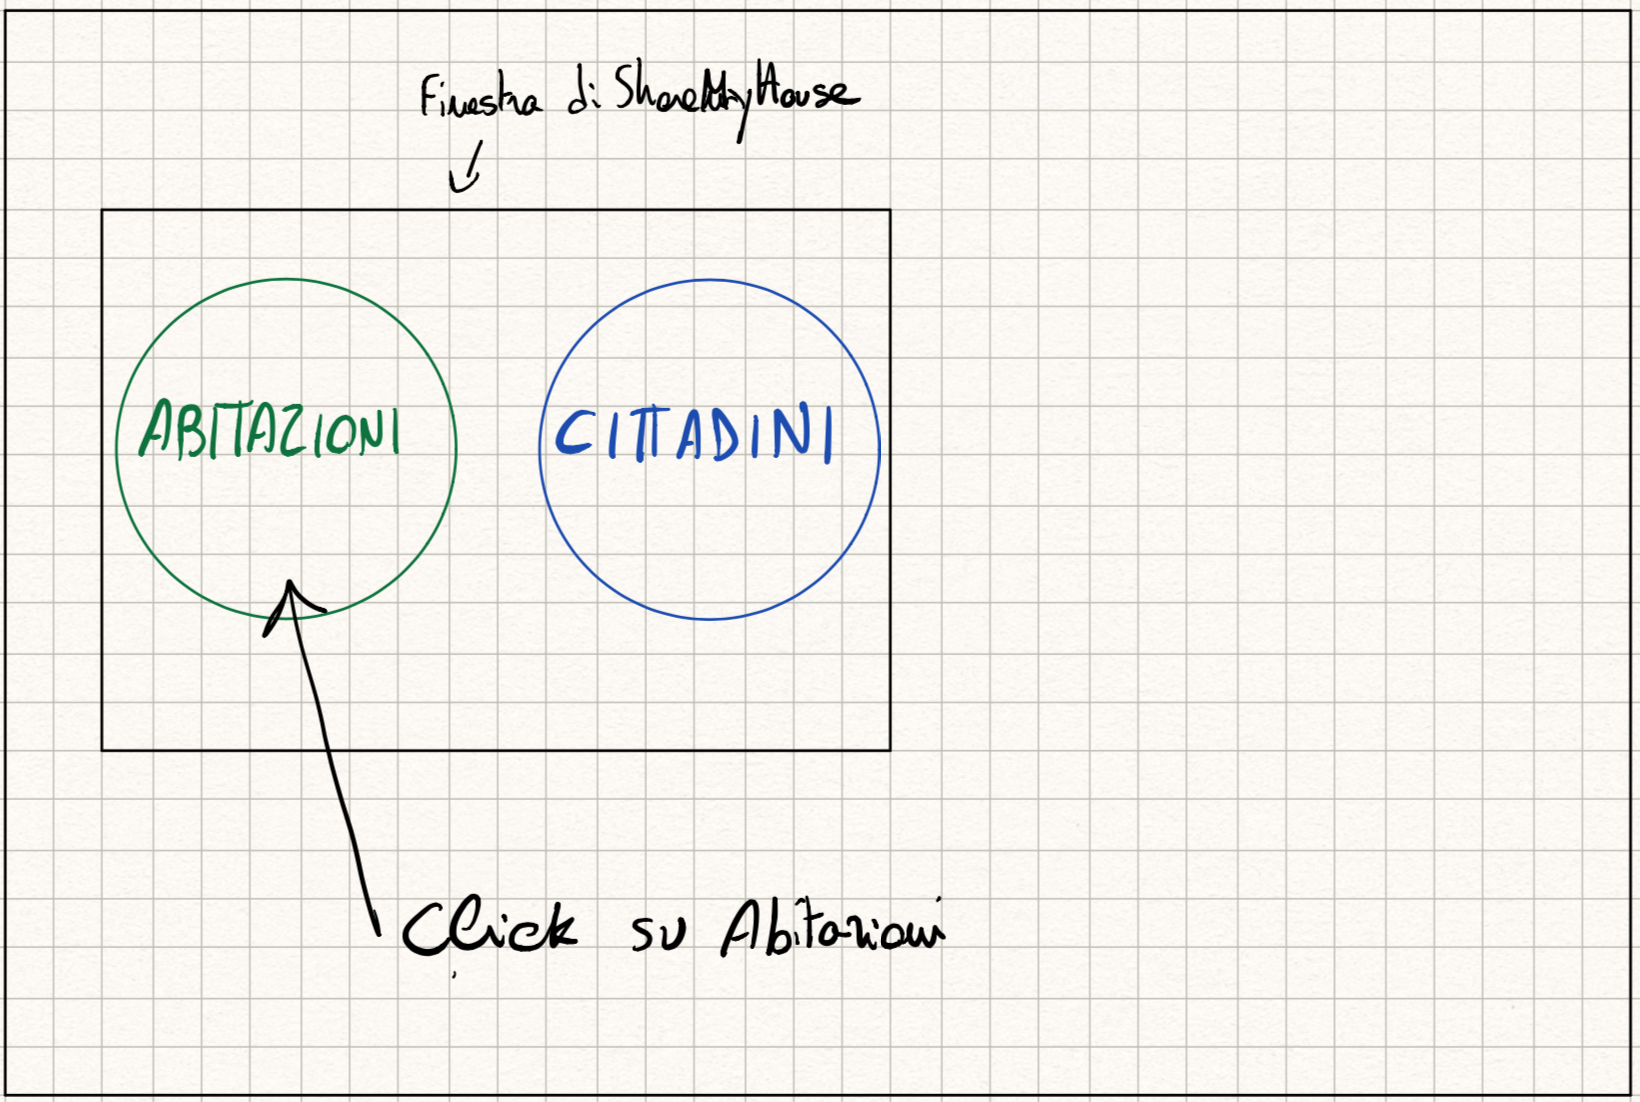 Finestra di ShareMyHouse
ABITAZIONI
CITTADINI
Click su Abitazioni